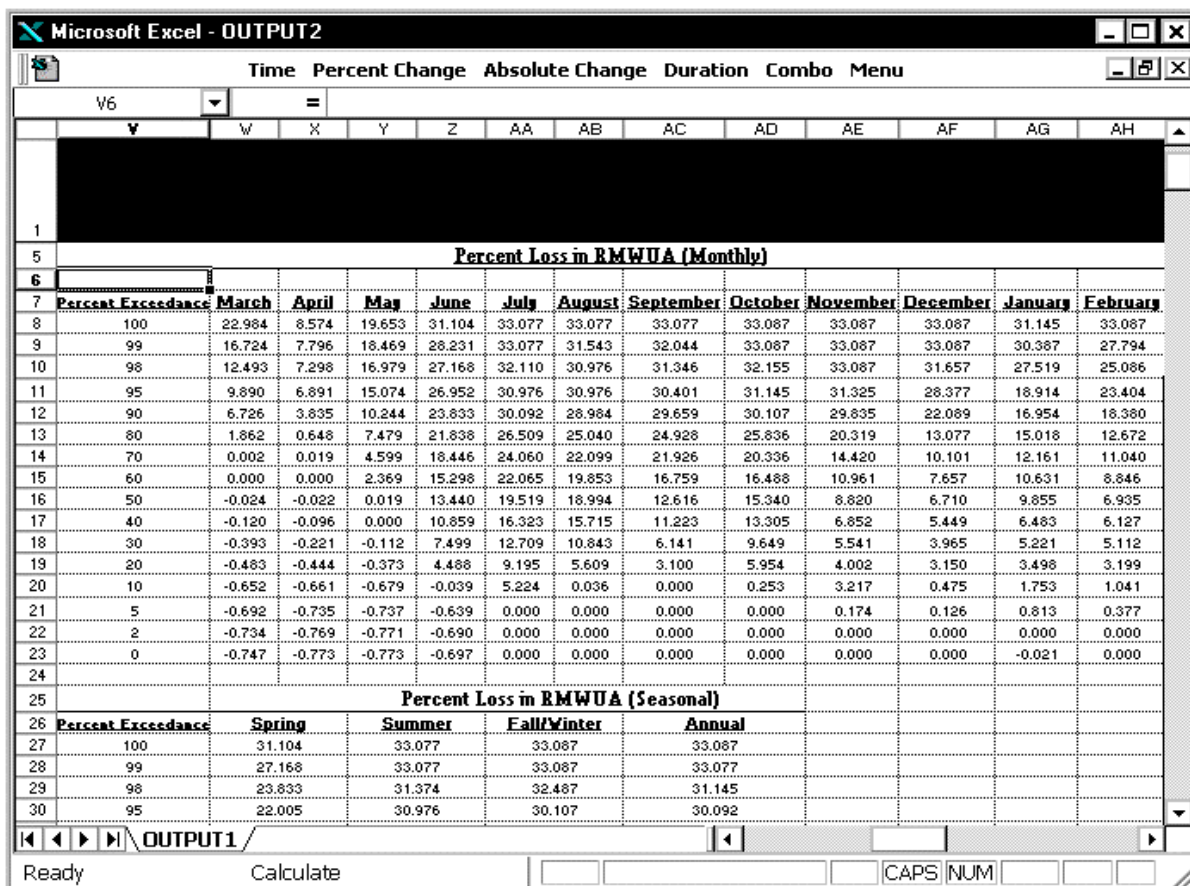 Microsoft Excel - OUTPUT2
Time Percent Change Absolute Change Duration Combo Menu
V6 =
V W X Y Z AA AB AC AD AE AF AG AH
1
5 Percent Loss in RMWUA (Monthly)
6
7 Percent Exceedance March April May June July August September October November December January February
8 100 22.984 8.574 19.653 31.104 33.077 33.077 33.077 33.087 33.087 33.087 31.145 33.087
9 99 16.724 7.796 18.469 28.231 33.077 31.543 32.044 33.087 33.087 33.087 30.387 27.794
10 98 12.493 7.298 16.979 27.168 32.110 30.976 31.346 32.155 33.087 31.657 27.519 25.086
11 95 9.890 6.891 15.074 26.952 30.976 30.976 30.401 31.145 31.325 28.377 18.914 23.404
12 90 6.726 3.835 10.244 23.833 30.092 28.984 29.659 30.107 29.835 22.089 16.954 18.380
13 80 1.862 0.648 7.479 21.838 26.509 25.040 24.928 25.836 20.319 13.077 15.018 12.672
14 70 0.002 0.019 4.599 18.446 24.060 22.099 21.926 20.336 14.420 10.101 12.161 11.040
15 60 0.000 0.000 2.369 15.298 22.065 19.853 16.759 16.488 10.961 7.657 10.631 8.846
16 50 -0.024 -0.022 0.019 13.440 19.519 18.994 12.616 15.340 8.820 6.710 9.855 6.935
17 40 -0.120 -0.096 0.000 10.859 16.323 15.715 11.223 13.305 6.852 5.449 6.483 6.127
18 30 -0.393 -0.221 -0.112 7.499 12.709 10.843 6.141 9.649 5.541 3.965 5.221 5.112
19 20 -0.483 -0.444 -0.373 4.488 9.195 5.609 3.100 5.954 4.002 3.150 3.498 3.199
20 10 -0.652 -0.661 -0.679 -0.039 5.224 0.036 0.000 0.253 3.217 0.475 1.753 1.041
21 5 -0.692 -0.735 -0.737 -0.639 0.000 0.000 0.000 0.000 0.174 0.126 0.813 0.377
22 2 -0.734 -0.769 -0.771 -0.690 0.000 0.000 0.000 0.000 0.000 0.000 0.000 0.000
23 0 -0.747 -0.773 -0.773 -0.697 0.000 0.000 0.000 0.000 0.000 0.000 -0.021 0.000
24
25 Percent Loss in RMWUA (Seasonal)
26 Percent Exceedance Spring Summer Fall/Winter Annual
27 100 31.104 33.077 33.087 33.087
28 99 27.168 33.077 33.087 33.077
29 98 23.833 31.374 32.487 31.145
30 95 22.005 30.976 30.107 30.092
OUTPUT1
Ready Calculate CAPS NUM